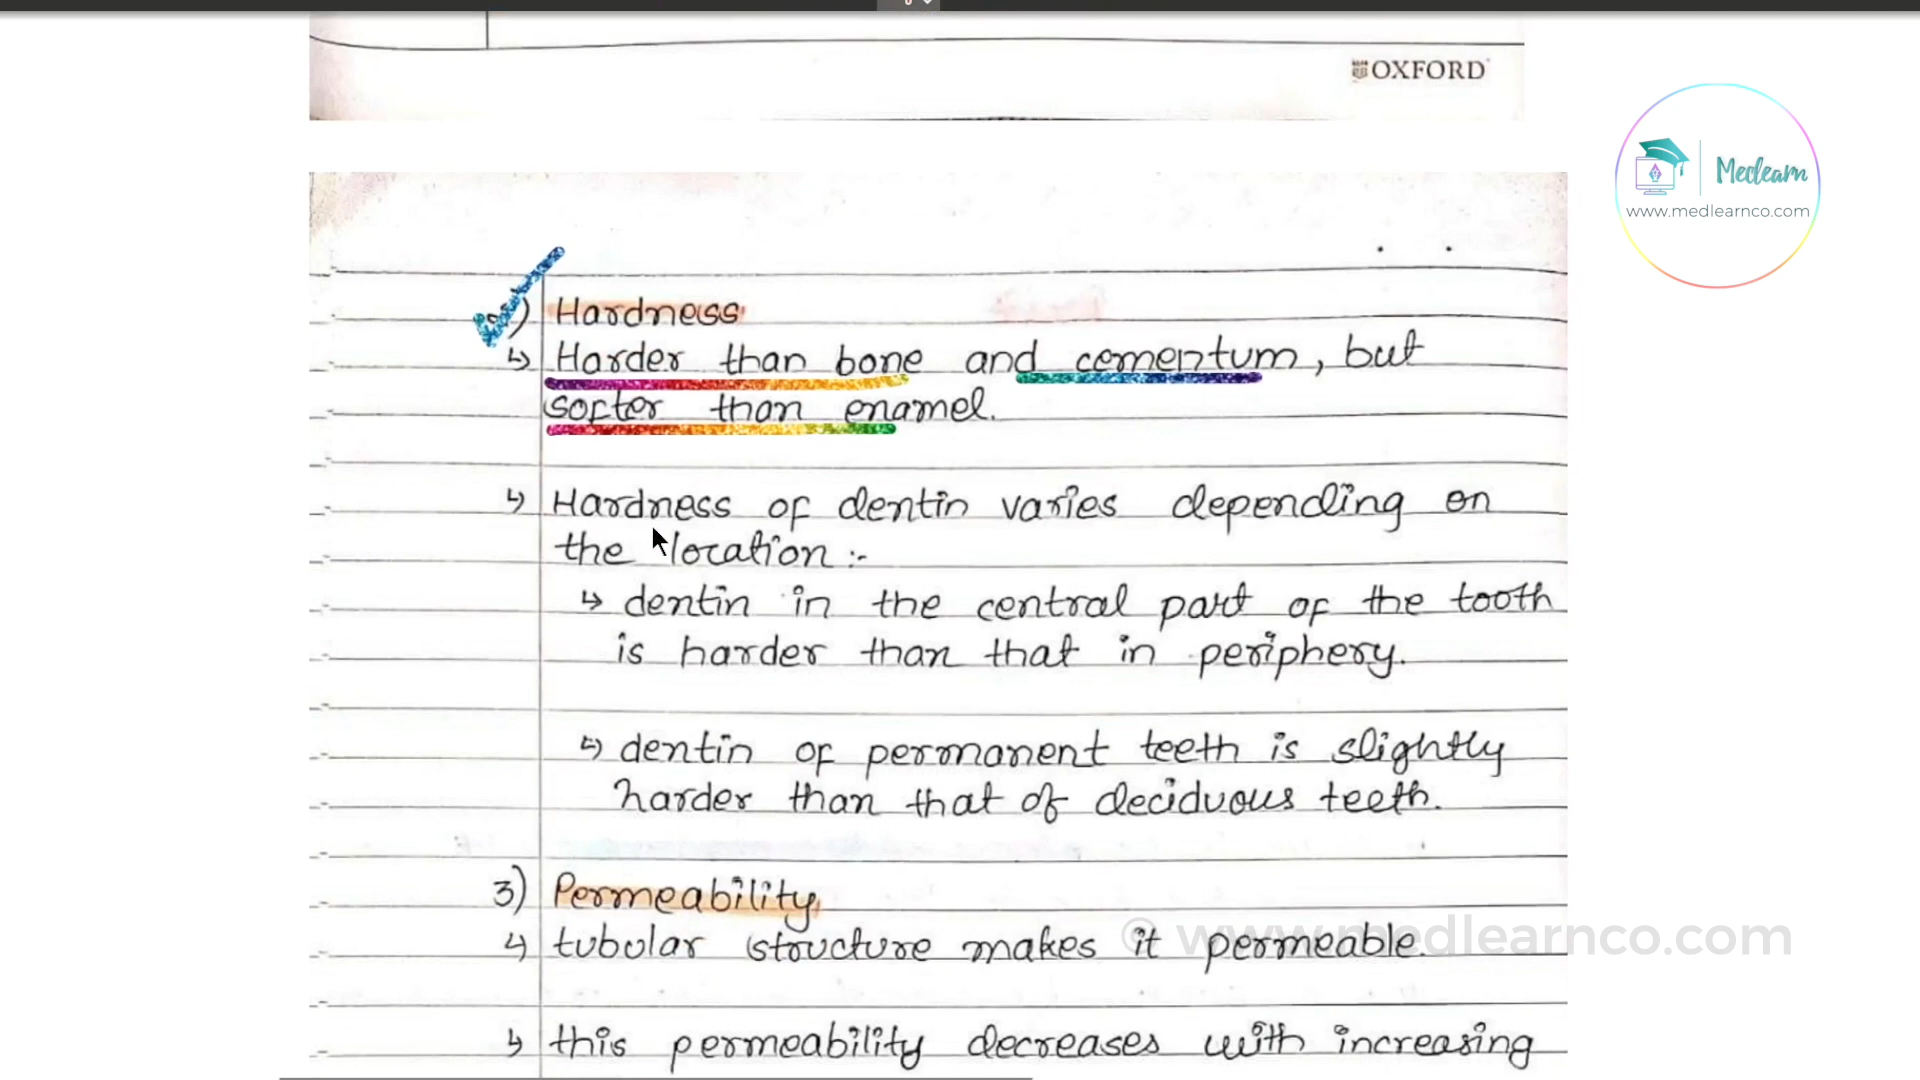 OXFORD
Medlearn
www.medlearnco.com
Hardness
↳ Harder than bone and cementum, but
softer than enamel.
↳ Hardness of dentin varies depending on
the location :-
↳ dentin in the central part of the tooth
is harder than that in periphery.
↳ dentin of permanent teeth is slightly
harder than that of deciduous teeth.
3) Permeability
↳ tubular structure makes it permeable.
© www.medlearnco.com
↳ this permeability decreases with increasing